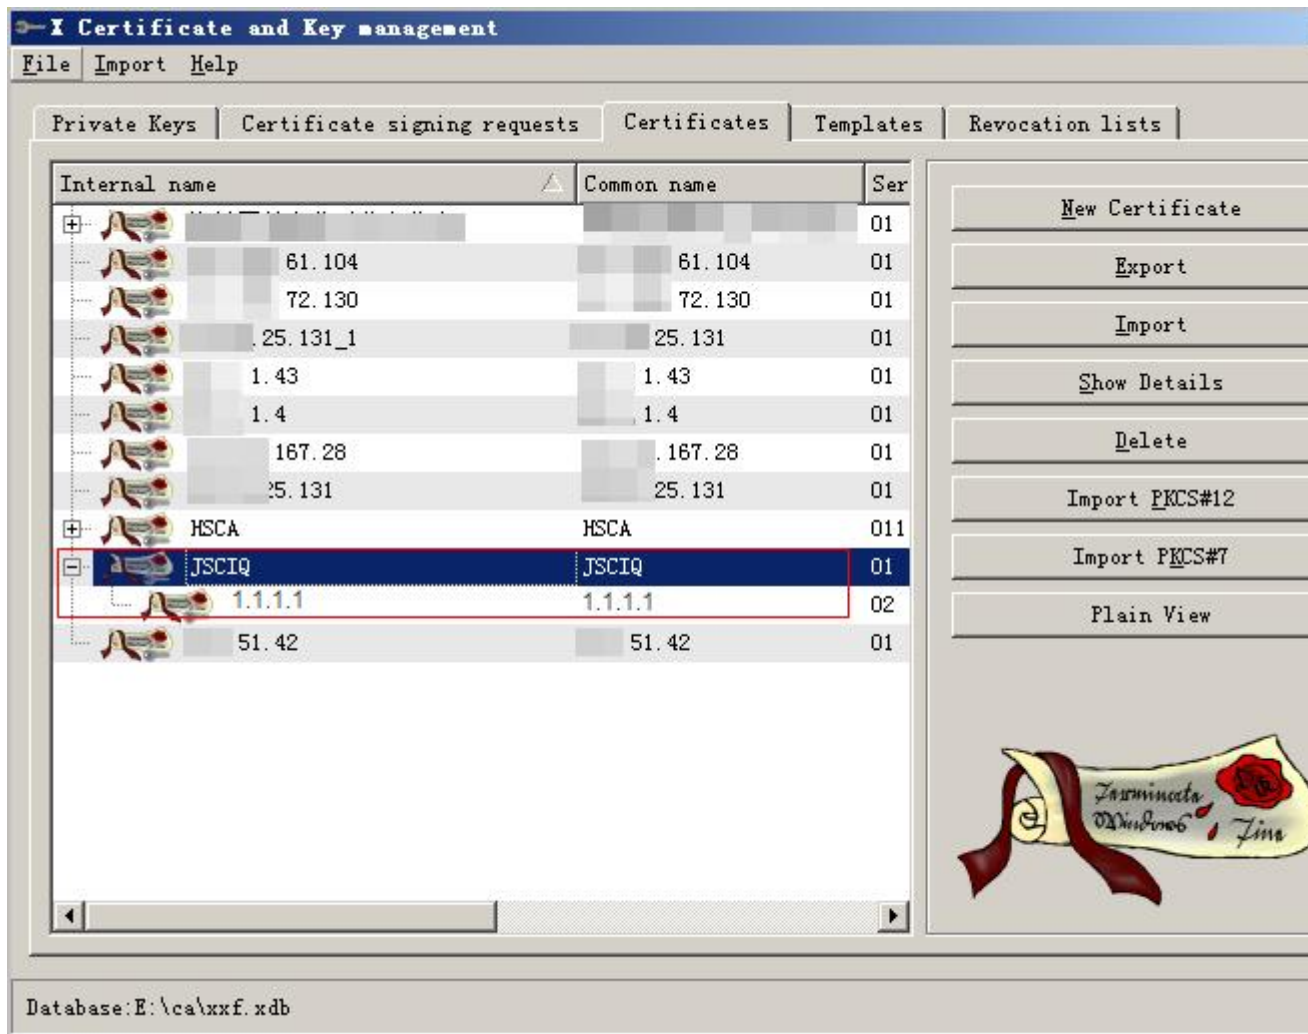 X Certificate and Key management
File Import Help
Private Keys Certificate signing requests Certificates Templates Revocation lists
Internal name Common name Ser
01
61.104 61.104 01
72.130 72.130 01
.25.131_1 25.131 01
1.43 1.43 01
1.4 1.4 01
167.28 .167.28 01
25.131 25.131 01
HSCA HSCA 011
JSCIQ JSCIQ 01
1.1.1.1 1.1.1.1 02
51.42 51.42 01
New Certificate
Export
Import
Show Details
Delete
Import PKCS#12
Import PKCS#7
Plain View
Terminate
Windows
Fine
Database:E:\ca\xxf.xdb